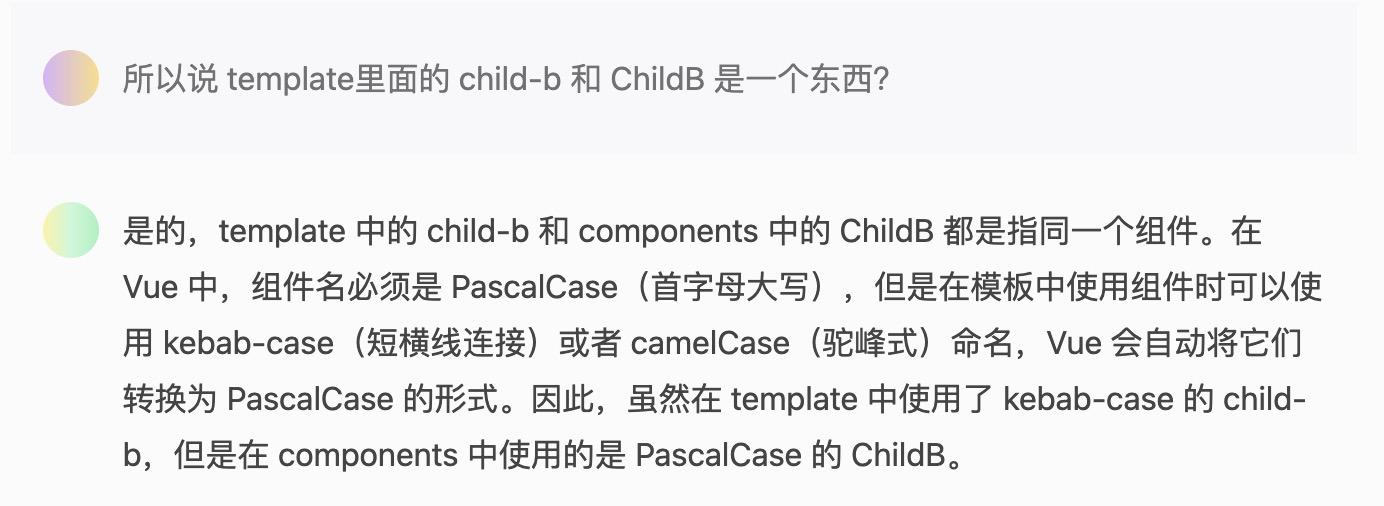 所以说 template里面的 child-b 和 ChildB 是一个东西?
是的，template 中的 child-b 和 components 中的 ChildB 都是指同一个组件。在
Vue 中，组件名必须是 PascalCase（首字母大写），但是在模板中使用组件时可以使
用 kebab-case（短横线连接）或者 camelCase（驼峰式）命名，Vue 会自动将它们
转换为 PascalCase 的形式。因此，虽然在 template 中使用了 kebab-case 的 child-
b，但是在 components 中使用的是 PascalCase 的 ChildB。